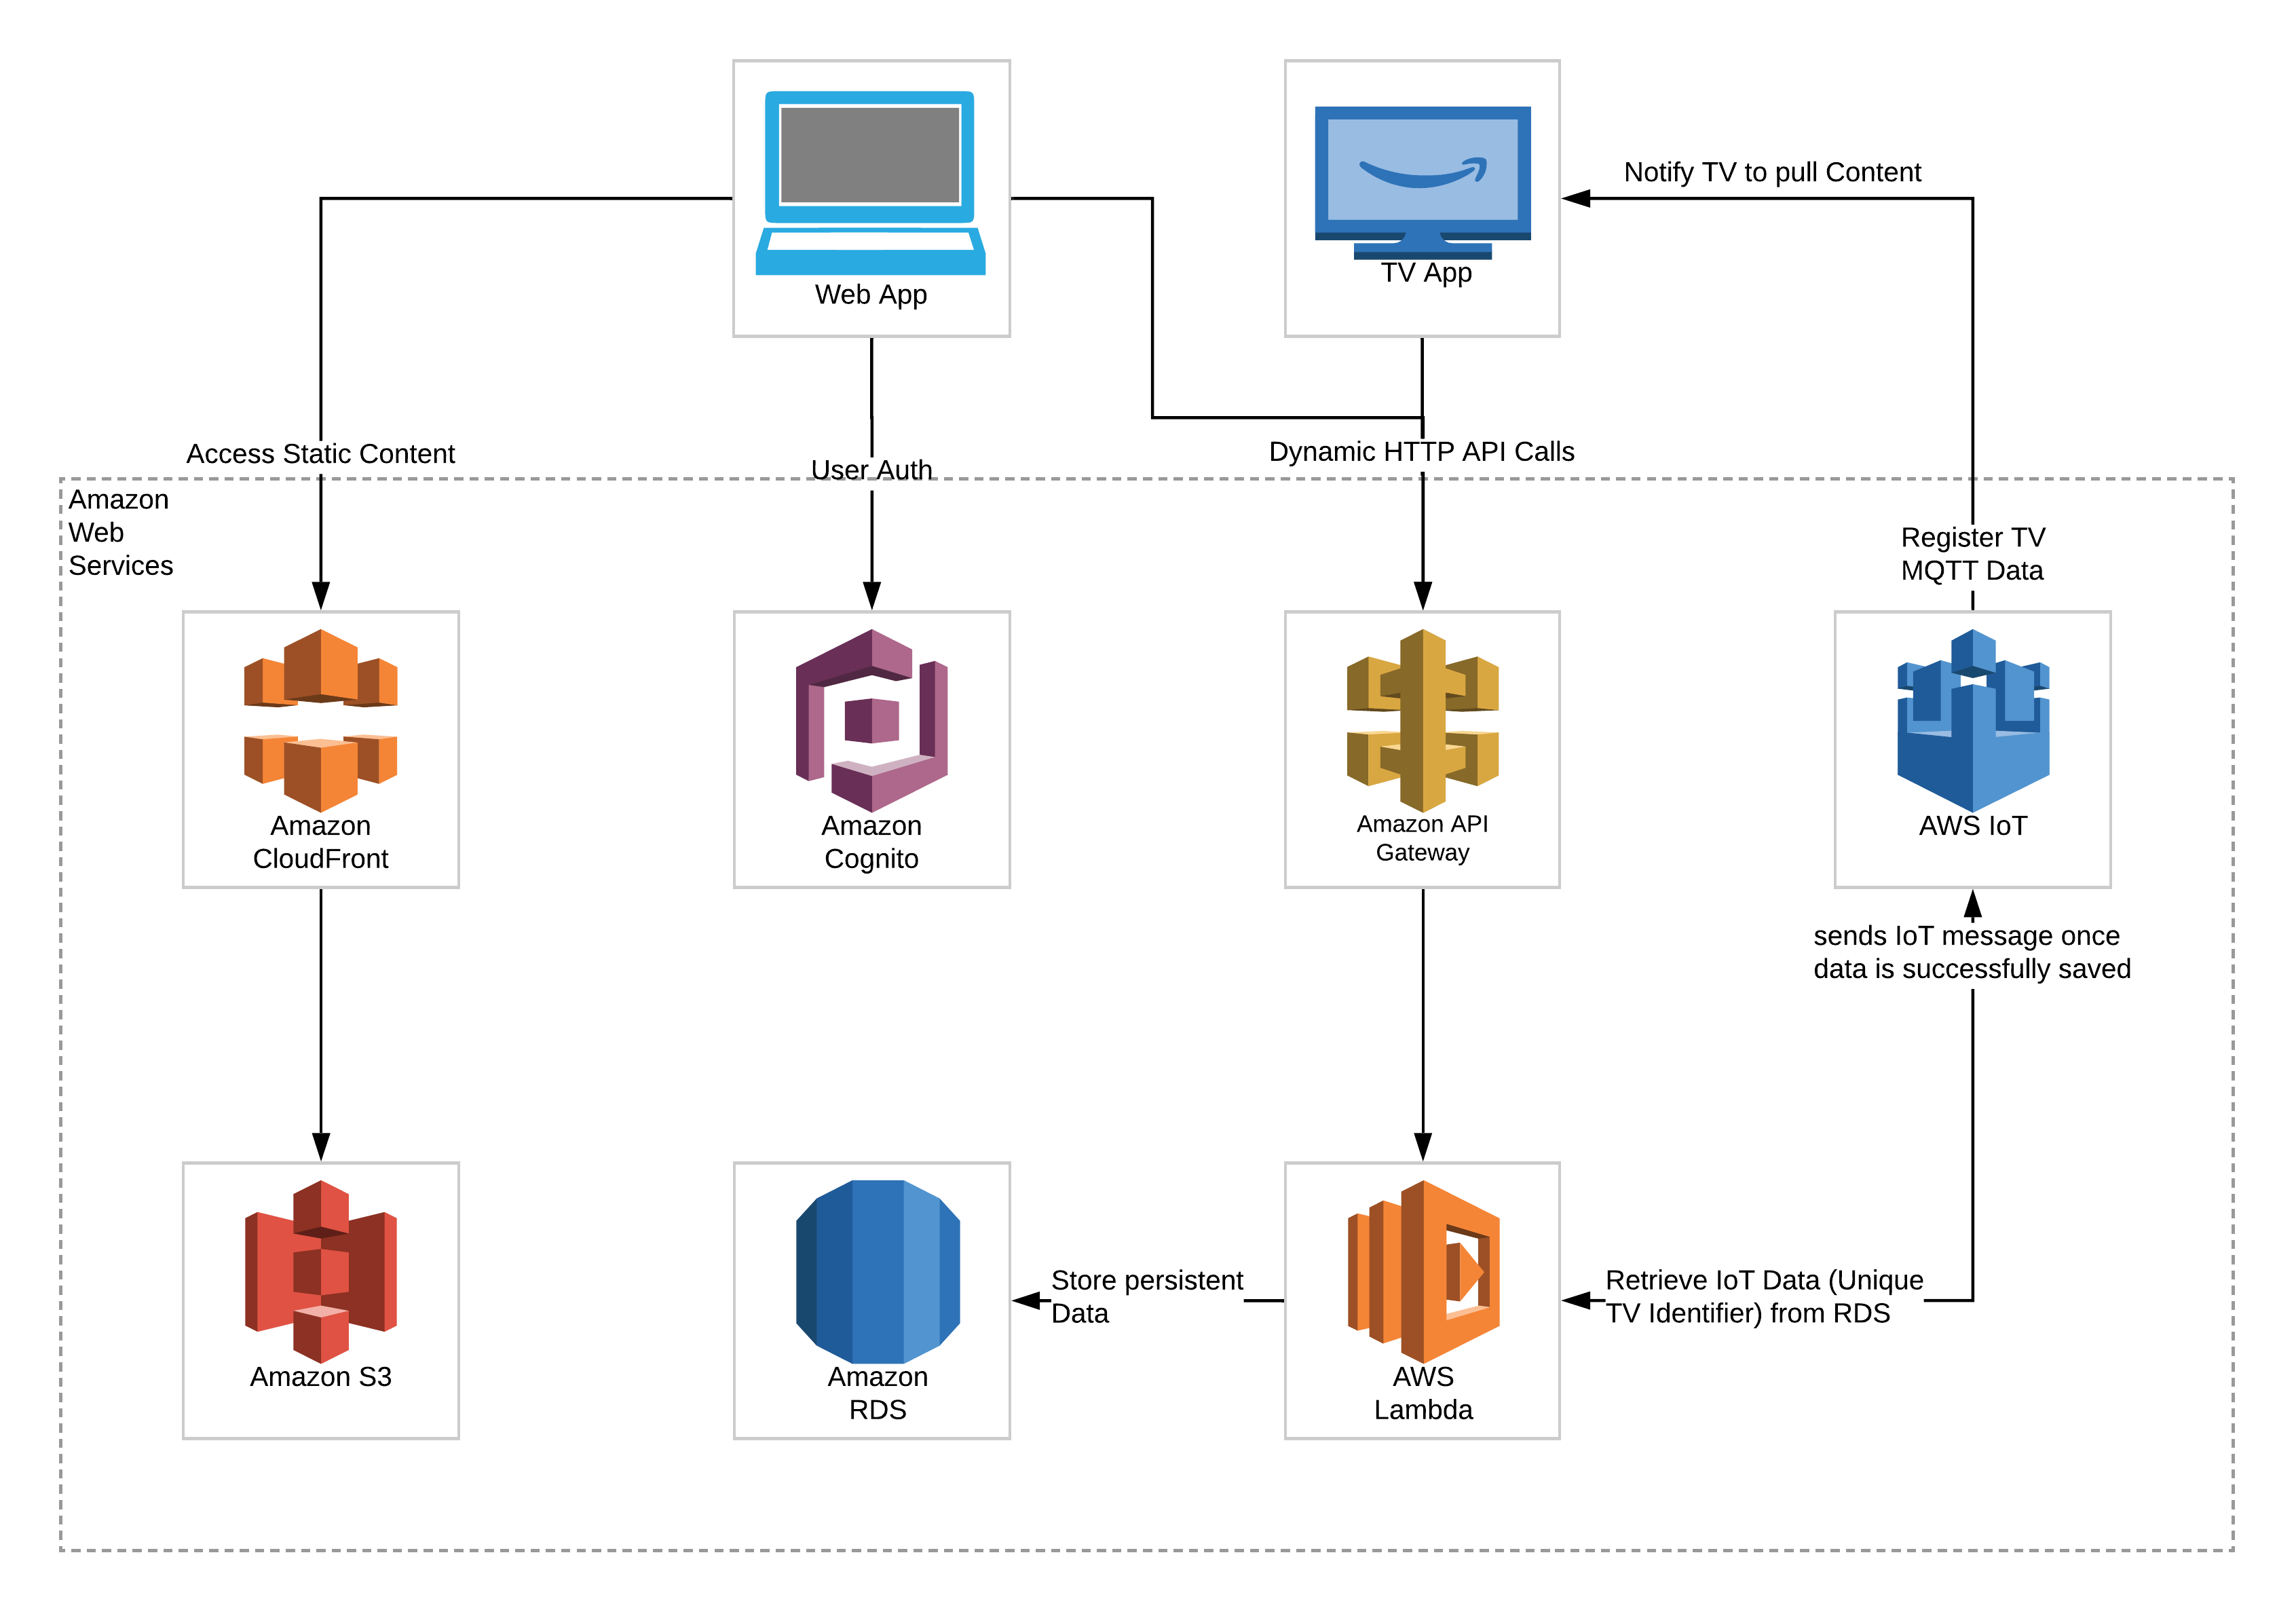 Notify TV to pull Content
Web App
TV App
Access Static Content
User Auth
Dynamic HTTP API Calls
Amazon
Web
Services
Register TV
MQTT Data
Amazon
CloudFront
Amazon
Cognito
Amazon API
Gateway
AWS IoT
sends IoT message once
data is successfully saved
Store persistent
Data
Retrieve IoT Data (Unique
TV Identifier) from RDS
Amazon S3
Amazon
RDS
AWS
Lambda